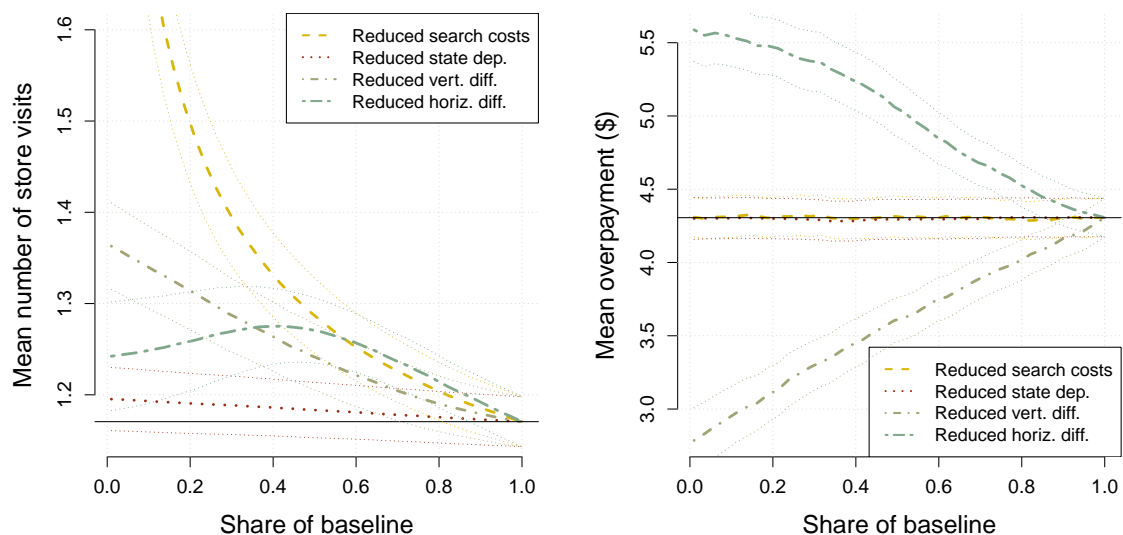 Mean number of store visits
1.6
1.5
1.4
1.3
1.2
Reduced search costs
Reduced state dep.
Reduced vert. diff.
Reduced horiz. diff.
0.0 0.2 0.4 0.6 0.8 1.0
Share of baseline
Mean overpayment ($)
5.5
5.0
4.5
4.0
3.5
3.0
Reduced search costs
Reduced state dep.
Reduced vert. diff.
Reduced horiz. diff.
0.0 0.2 0.4 0.6 0.8 1.0
Share of baseline